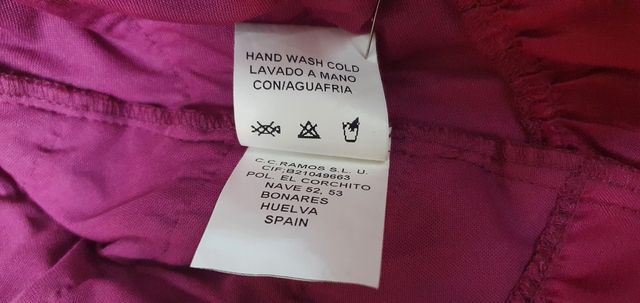 HAND WASH COLD
LAVADO A MANO
CON/AGUAFRIA
C.C.RAMOS S.L. U.
CIF;B21049663
POL. EL CORCHITO
NAVE 52, 53
BONARES
HUELVA
SPAIN